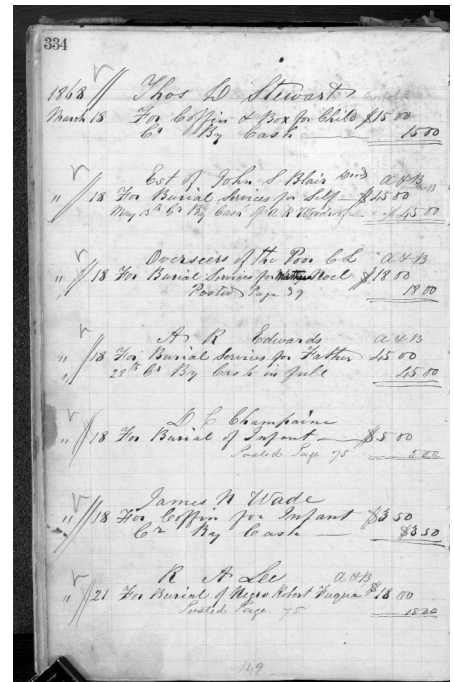 334
1868 Thos D Stewart
March 18 For Coffin & Box for Child $15 00
Cr By Cash 15 00
Est of John S Blair Decd A & B
" 18 For Burial Services for Self $45 00
May 13th Cr By Cash of A R Woodroof 45 00
Overseers of the Poor C L A & B
" 18 For Burial Services for Noel $18 00
Posted Page 39 18 00
A R Edwards A & B
" 18 For Burial Services for Father 45 00
" 28th Cr By Cash in full 45 00
D C Champaine
" 18 For Burial of Infant $5 00
Posted Page 75 5 00
James N Wade
" 18 For Coffin for Infant $3 50
Cr By Cash $3 50
R A Lee A & B
" 21 For Buriale of Negro Robert Fuqua $18 00
Posted Page 75 18 00
149